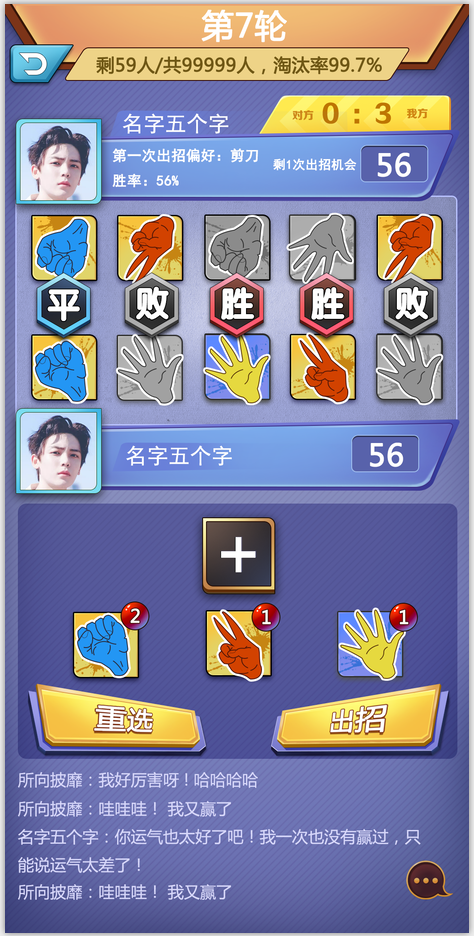 第7轮
剩59人/共99999人，淘汰率99.7%
对方 0 : 3 我方
名字五个字
第一次出招偏好：剪刀
胜率：56%
剩1次出招机会 56
平 败 胜 胜 败
名字五个字 56
2 1 1
重选 出招
所向披靡：我好厉害呀！哈哈哈哈
所向披靡：哇哇哇！ 我又赢了
名字五个字：你运气也太好了吧！我一次也没有赢过，只
能说运气太差了！
所向披靡：哇哇哇！ 我又赢了